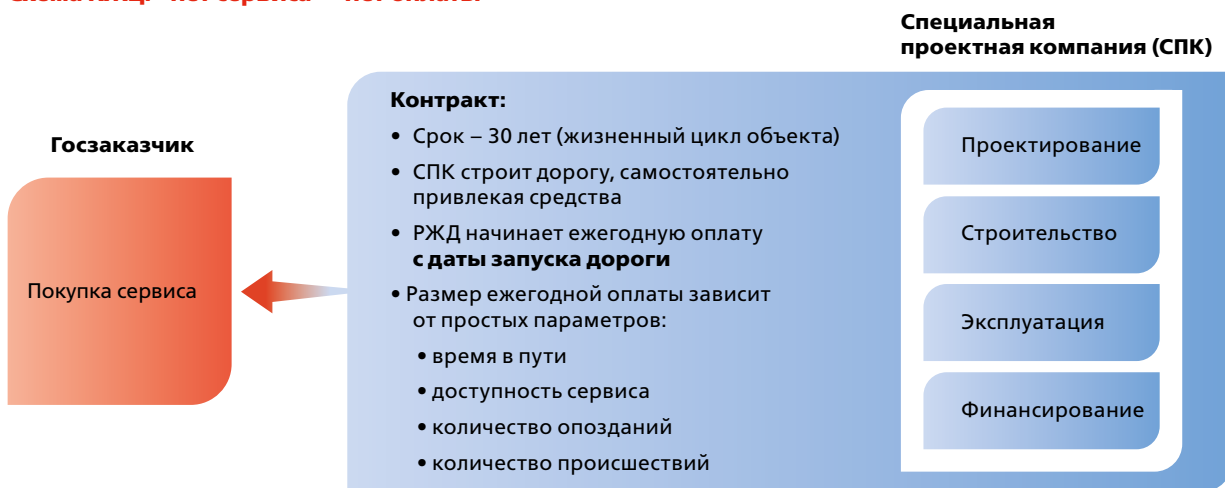 Специальная
проектная компания (СПК)
Контракт:
• Срок – 30 лет (жизненный цикл объекта)
• СПК строит дорогу, самостоятельно
привлекая средства
• РЖД начинает ежегодную оплату
с даты запуска дороги
• Размер ежегодной оплаты зависит
от простых параметров:
• время в пути
• доступность сервиса
• количество опозданий
• количество происшествий
Госзаказчик
Покупка сервиса
Проектирование
Строительство
Эксплуатация
Финансирование